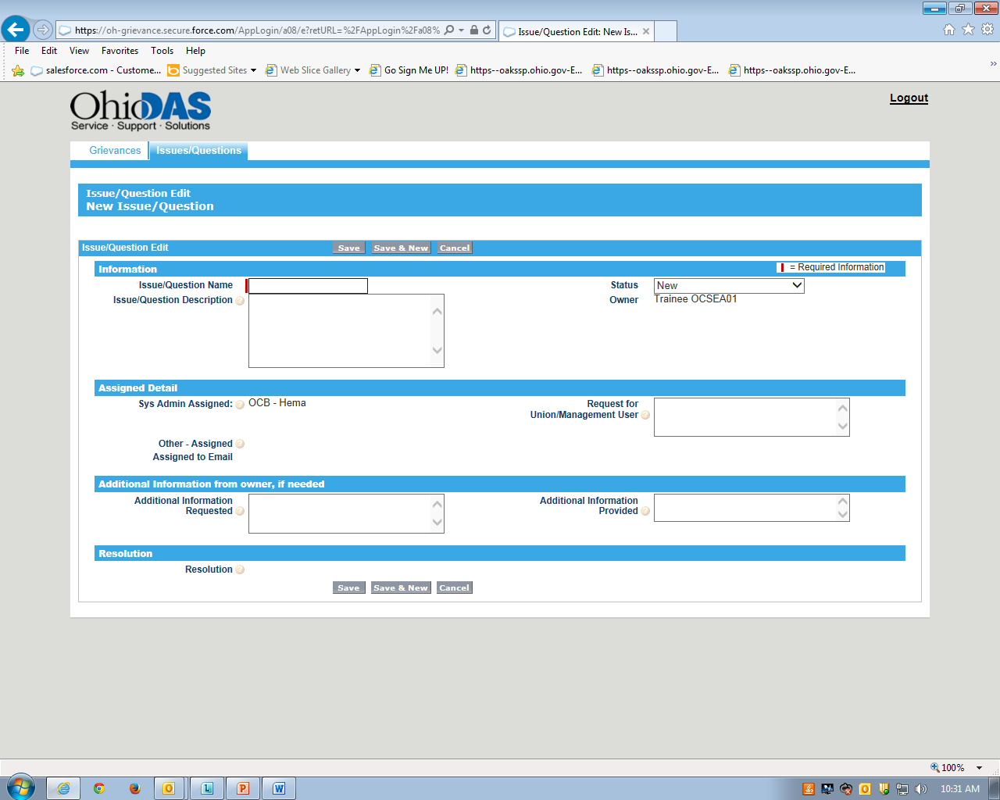 https://oh-grievance.secure.force.com/AppLogin/a08/e?retURL=%2FAppLogin%2Fa08%
Issue/Question Edit: New Is...
File Edit View Favorites Tools Help
salesforce.com - Custome... Suggested Sites Web Slice Gallery Go Sign Me UP! https--oakssp.ohio.gov-E... https--oakssp.ohio.gov-E... https--oakssp.ohio.gov-E...
OhioDAS
Service · Support · Solutions
Logout
Grievances Issues/Questions
Issue/Question Edit
New Issue/Question
Issue/Question Edit Save Save & New Cancel
Information = Required Information
Issue/Question Name Status New
Issue/Question Description Owner Trainee OCSEA01
Assigned Detail
Sys Admin Assigned: OCB - Hema Request for
Union/Management User
Other - Assigned
Assigned to Email
Additional Information from owner, if needed
Additional Information Additional Information
Requested Provided
Resolution
Resolution
Save Save & New Cancel
100%
10:31 AM